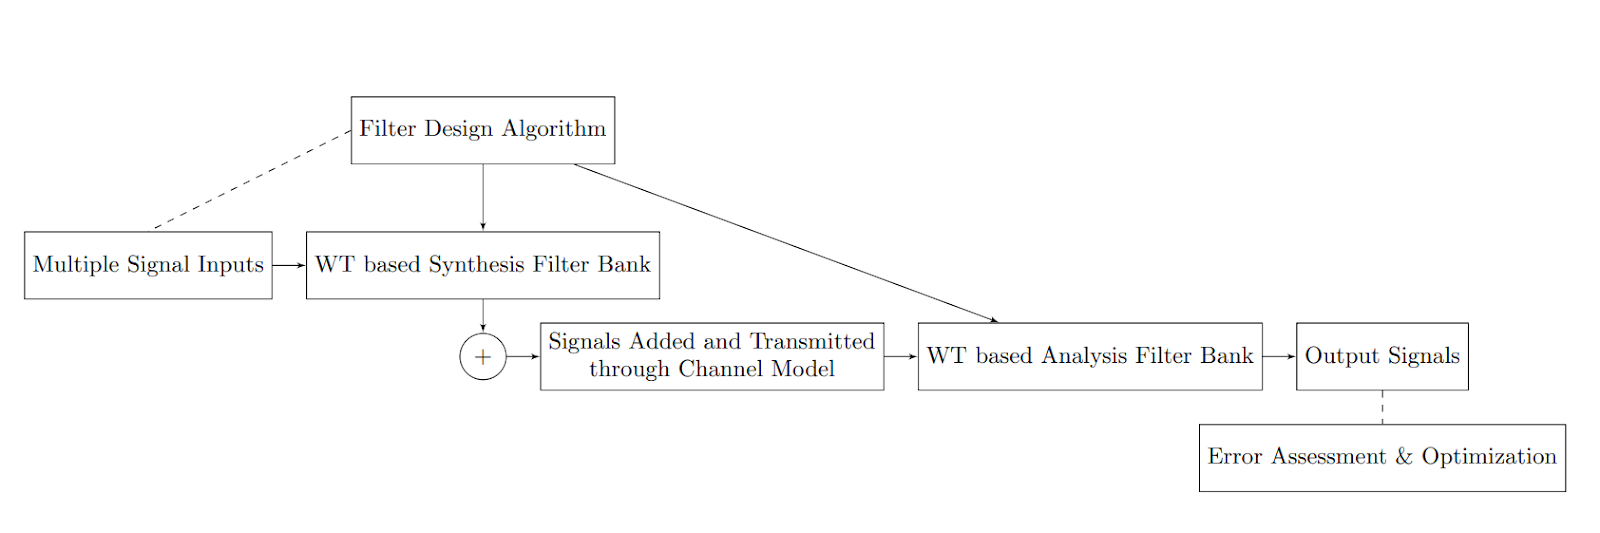 Filter Design Algorithm
Multiple Signal Inputs
WT based Synthesis Filter Bank
+
Signals Added and Transmitted
through Channel Model
WT based Analysis Filter Bank
Output Signals
Error Assessment & Optimization